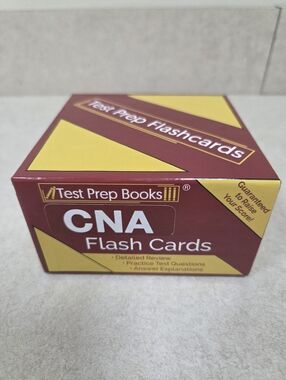 Test Prep Flashcards
Test Prep Books ®
Guaranteed
to Raise
Your Score!
CNA
Flash Cards
· Detailed Review
· Practice Test Questions
· Answer Explanations